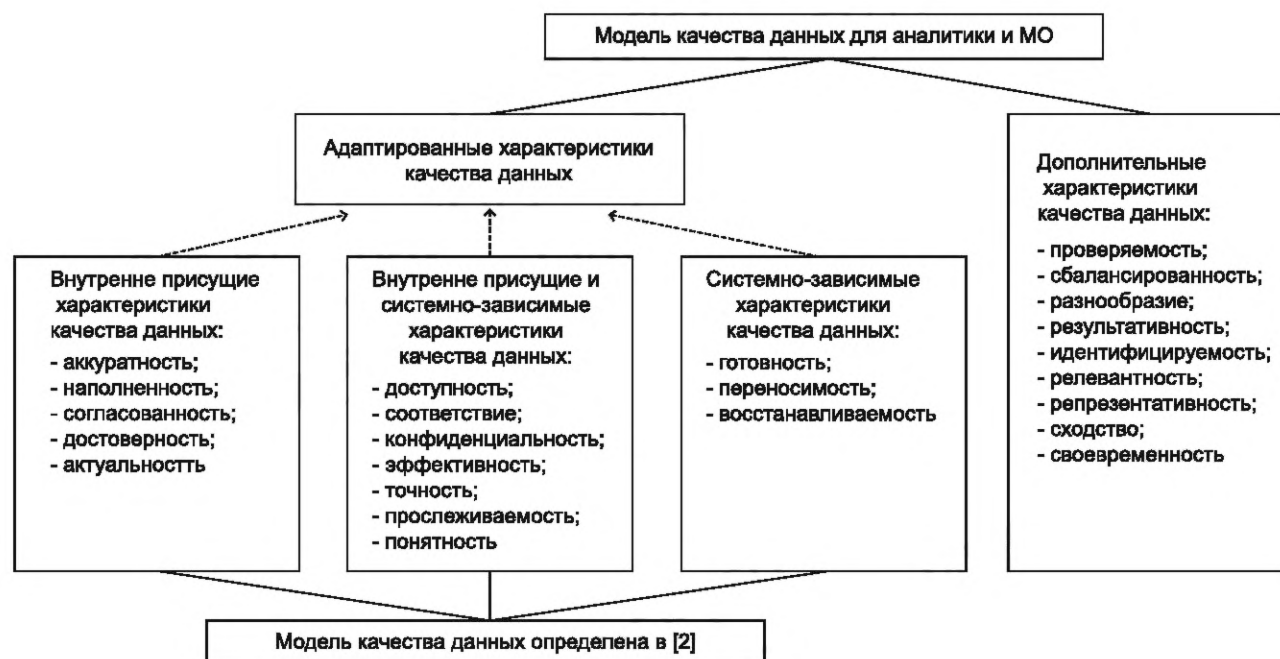 Модель качества данных для аналитики и МО
Адаптированные характеристики
качества данных
Внутренне присущие
характеристики
качества данных:
- аккуратность;
- наполненность;
- согласованность;
- достоверность;
- актуальностть
Внутренне присущие и
системно-зависимые
характеристики
качества данных:
- доступность;
- соответствие;
- конфиденциальность;
- эффективность;
- точность;
- прослеживаемость;
- понятность
Системно-зависимые
характеристики
качества данных:
- готовность;
- переносимость;
- восстанавливаемость
Дополнительные
характеристики
качества данных:
- проверяемость;
- сбалансированность;
- разнообразие;
- результативность;
- идентифицируемость;
- релевантность;
- репрезентативность;
- сходство;
- своевременность
Модель качества данных определена в [2]